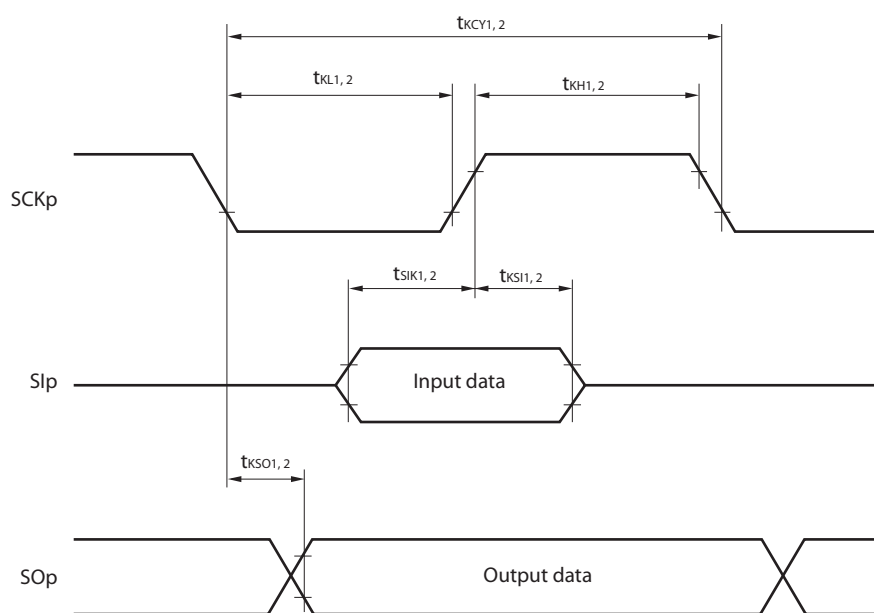 tKCY1, 2
tKL1, 2
tKH1, 2
SCKp
tSIK1, 2
tKSI1, 2
SIp
Input data
tKSO1, 2
SOp
Output data